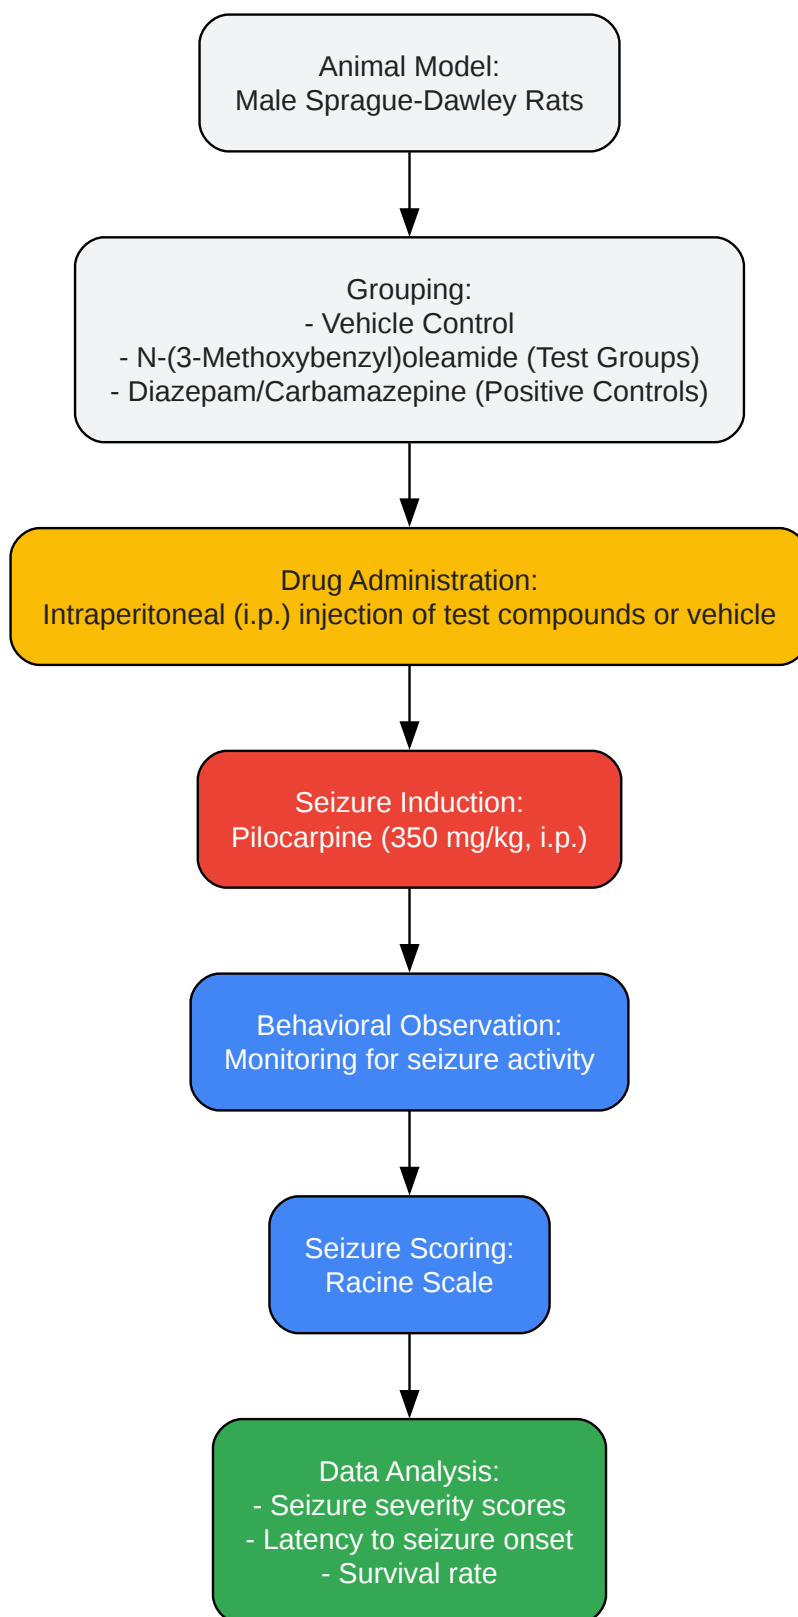 Animal Model:
Male Sprague-Dawley Rats
Grouping:
- Vehicle Control
- N-(3-Methoxybenzyl)oleamide (Test Groups)
- Diazepam/Carbamazepine (Positive Controls)
Drug Administration:
Intraperitoneal (i.p.) injection of test compounds or vehicle
Seizure Induction:
Pilocarpine (350 mg/kg, i.p.)
Behavioral Observation:
Monitoring for seizure activity
Seizure Scoring:
Racine Scale
Data Analysis:
- Seizure severity scores
- Latency to seizure onset
- Survival rate